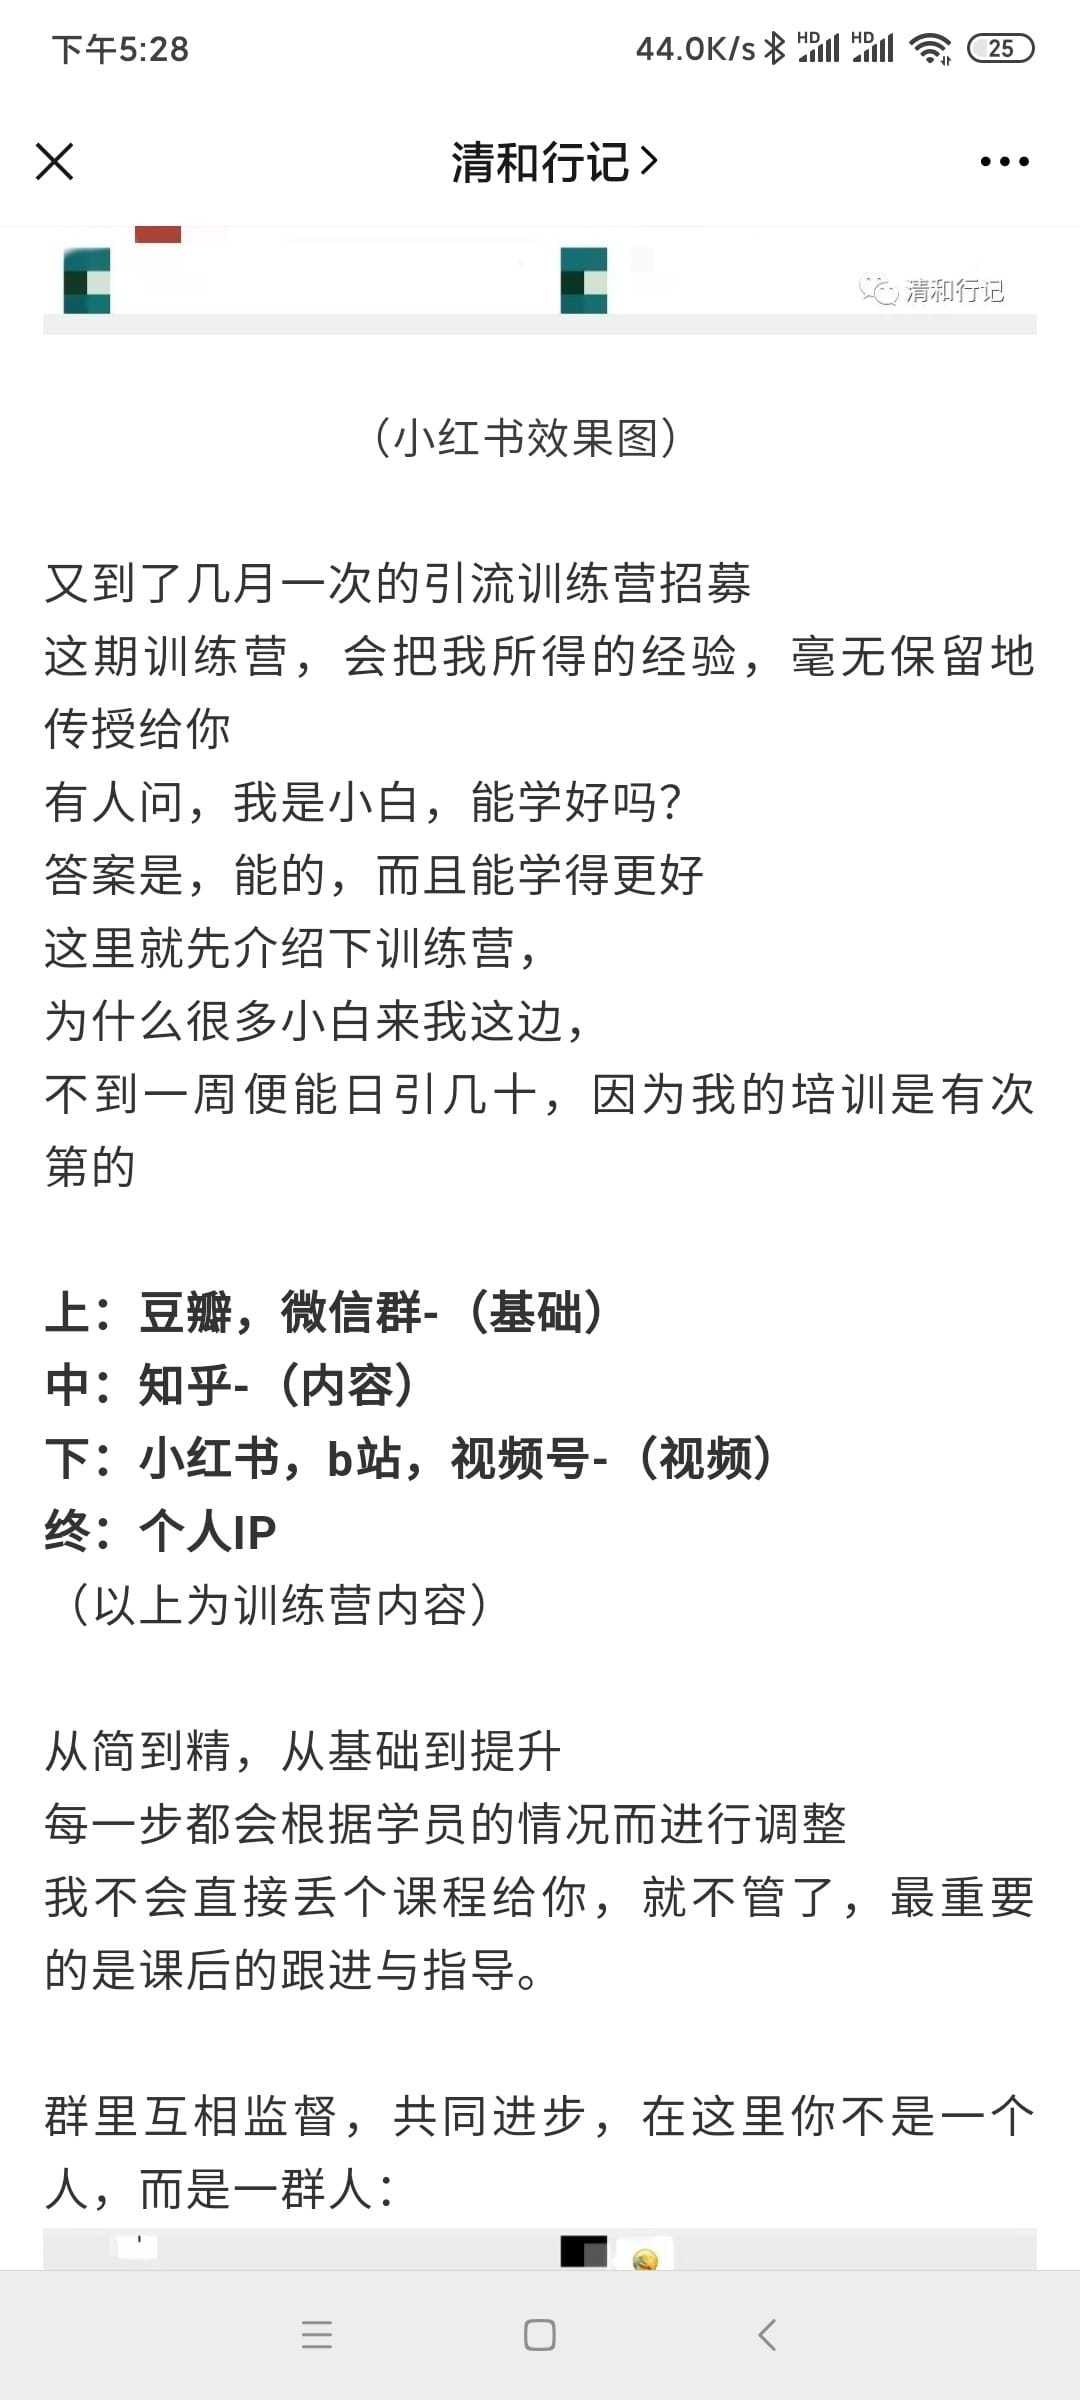 下午5:28
44.0K/s HD HD 25
清和行记
清和行记
（小红书效果图）
又到了几月一次的引流训练营招募
这期训练营，会把我所得的经验，毫无保留地
传授给你
有人问，我是小白，能学好吗？
答案是，能的，而且能学得更好
这里就先介绍下训练营，
为什么很多小白来我这边，
不到一周便能日引几十，因为我的培训是有次
第的
上：豆瓣，微信群-（基础）
中：知乎-（内容）
下：小红书，b站，视频号-（视频）
终：个人IP
（以上为训练营内容）
从简到精，从基础到提升
每一步都会根据学员的情况而进行调整
我不会直接丢个课程给你，就不管了，最重要
的是课后的跟进与指导。
群里互相监督，共同进步，在这里你不是一个
人，而是一群人：